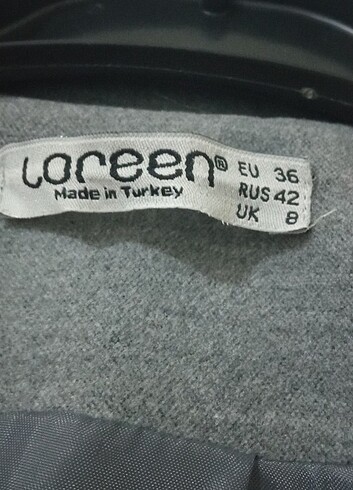 Loreen®
Made in Turkey
EU 36
RUS 42
UK 8